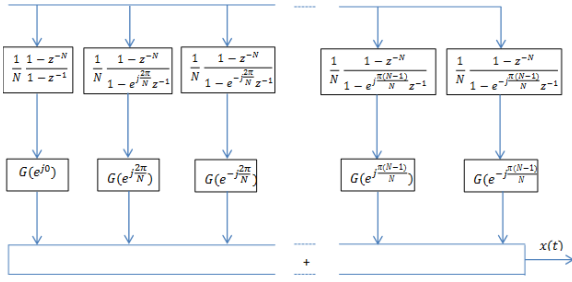 1/N (1 − z^{−N})/(1 − z^{−1})
1/N (1 − z^{−N})/(1 − e^{j2π/N} z^{−1})
1/N (1 − z^{−N})/(1 − e^{−j2π/N} z^{−1})
1/N (1 − z^{−N})/(1 − e^{jπ(N−1)/N} z^{−1})
1/N (1 − z^{−N})/(1 − e^{−jπ(N−1)/N} z^{−1})
G(e^{j0})
G(e^{j2π/N})
G(e^{−j2π/N})
G(e^{jπ(N−1)/N})
G(e^{−jπ(N−1)/N})
x(t)
+